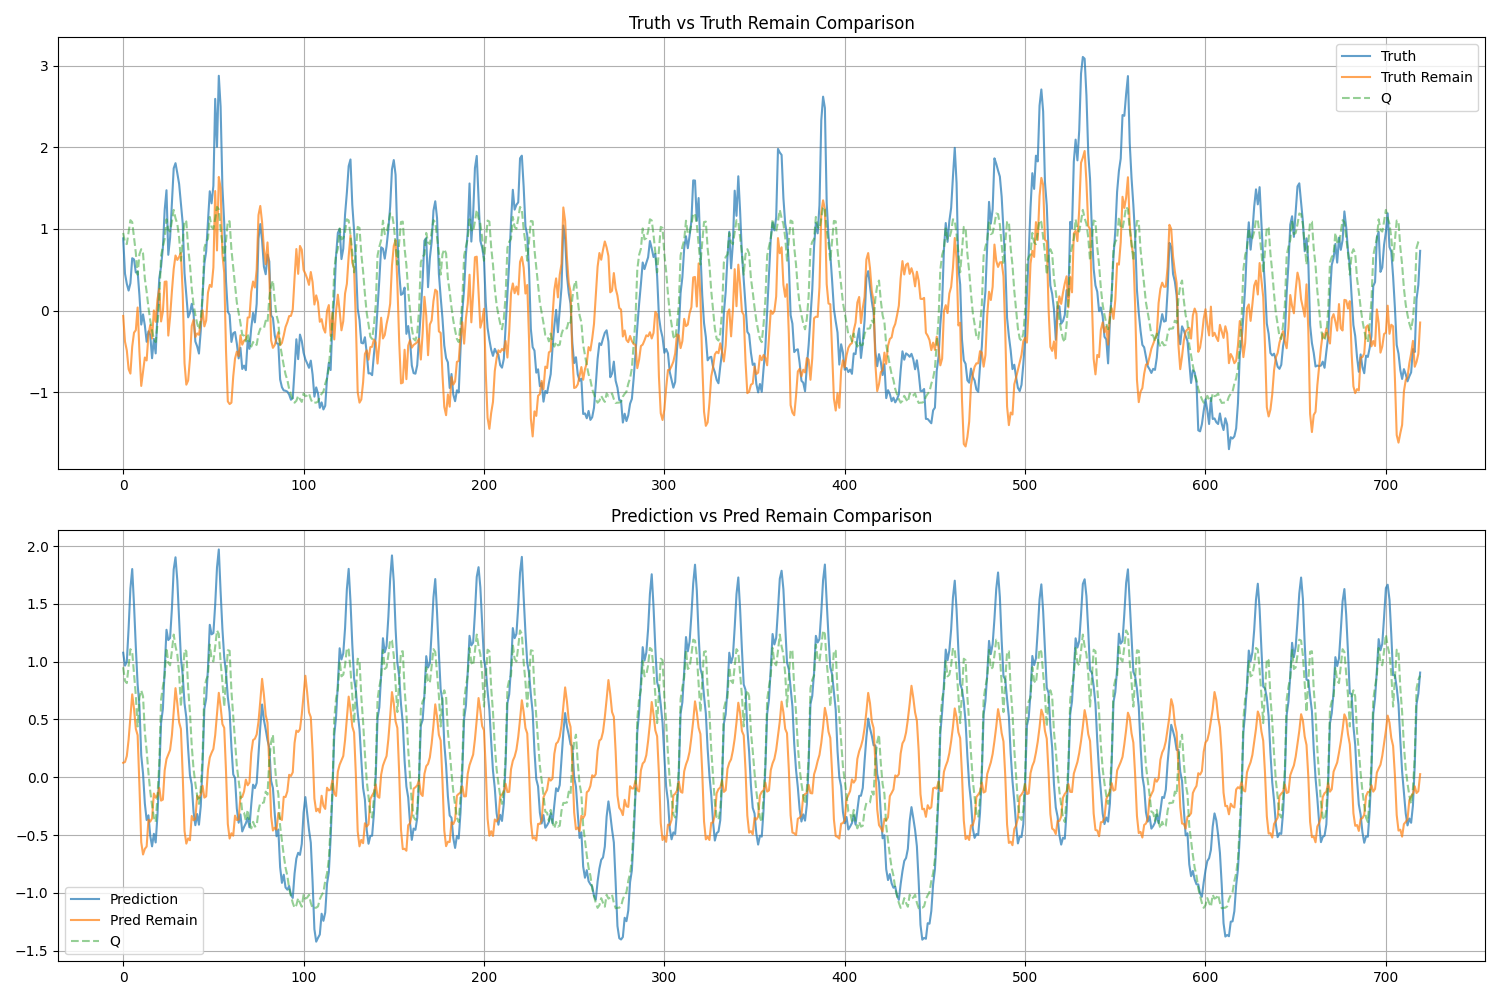 Truth vs Truth Remain Comparison
3
2
1
0
−1
Truth
Truth Remain
Q
0 100 200 300 400 500 600 700
Prediction vs Pred Remain Comparison
2.0
1.5
1.0
0.5
0.0
−0.5
−1.0
−1.5
Prediction
Pred Remain
Q
0 100 200 300 400 500 600 700